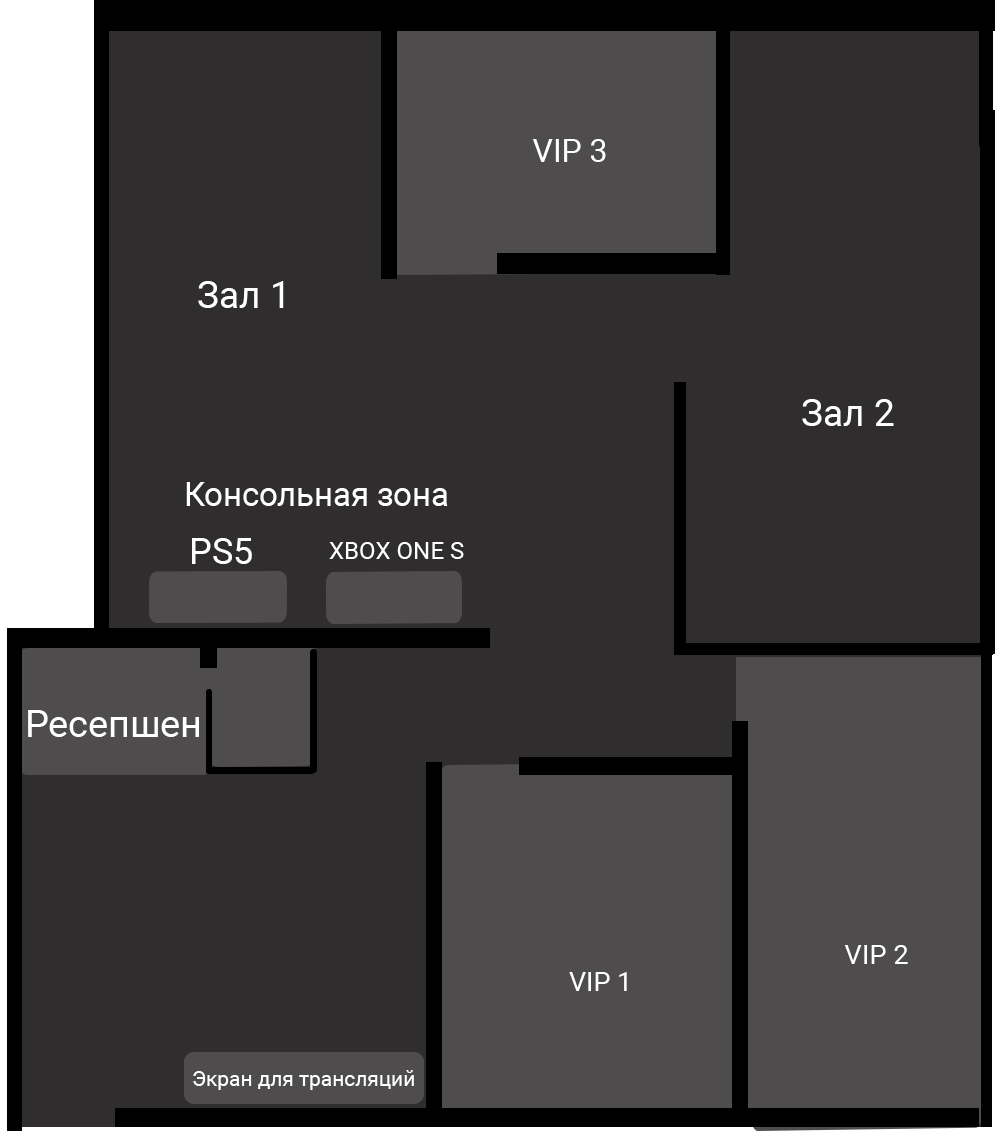 VIP 3
Зал 1
Зал 2
Консольная зона
PS5
XBOX ONE S
Ресепшен
VIP 2
VIP 1
Экран для трансляций